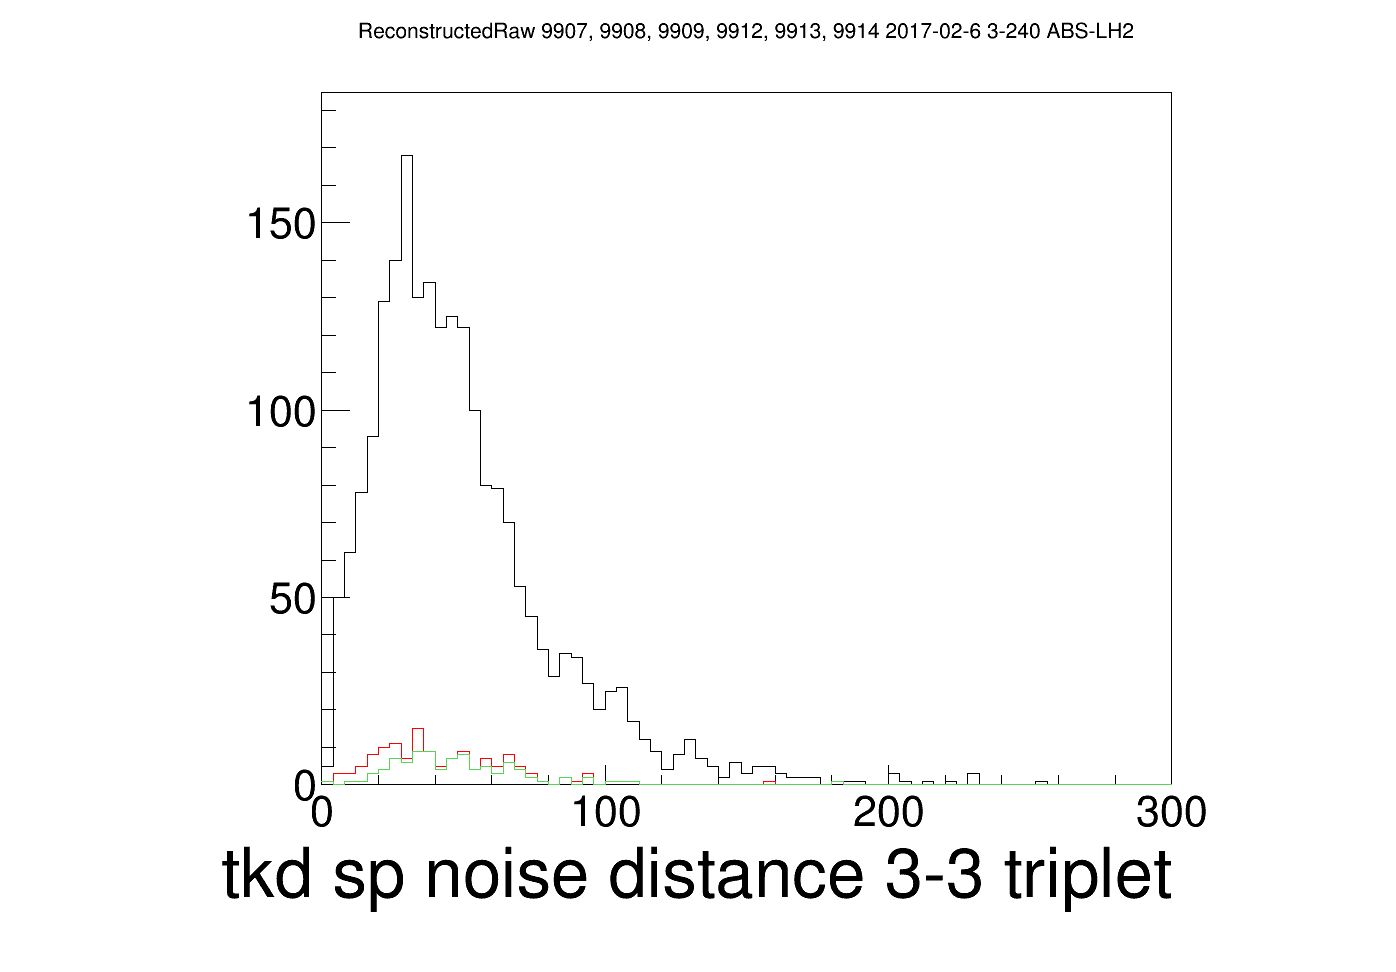 ReconstructedRaw 9907, 9908, 9909, 9912, 9913, 9914 2017-02-6 3-240 ABS-LH2
150
100
50
0
0 100 200 300
tkd sp noise distance 3-3 triplet